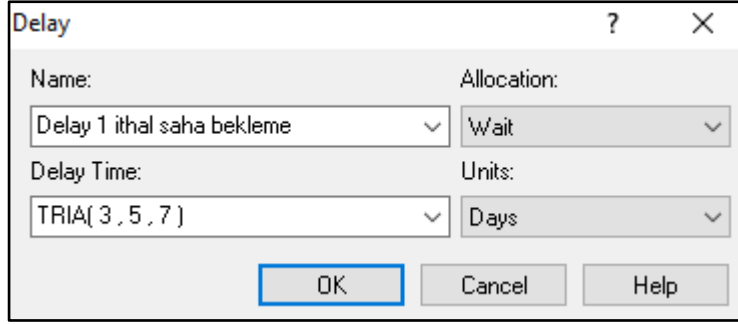 Delay ? X
Name: Allocation:
Delay 1 ithal saha bekleme Wait
Delay Time: Units:
TRIA( 3 , 5 , 7 ) Days
OK Cancel Help